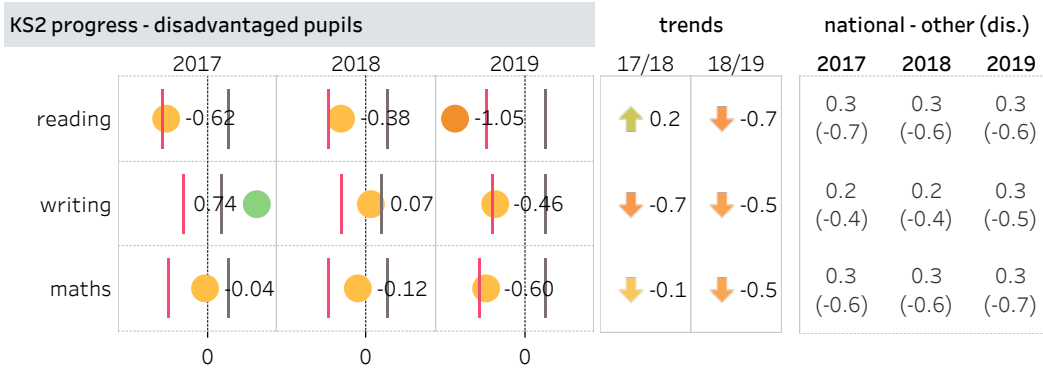 KS2 progress - disadvantaged pupils trends national - other (dis.)
2017 2018 2019 17/18 18/19 2017 2018 2019
reading -0.62 -0.38 -1.05 0.2 -0.7 0.3 0.3 0.3
(-0.7) (-0.6) (-0.6)
writing 0.74 0.07 -0.46 -0.7 -0.5 0.2 0.2 0.3
(-0.4) (-0.4) (-0.5)
maths -0.04 -0.12 -0.60 -0.1 -0.5 0.3 0.3 0.3
(-0.6) (-0.6) (-0.7)
0 0 0